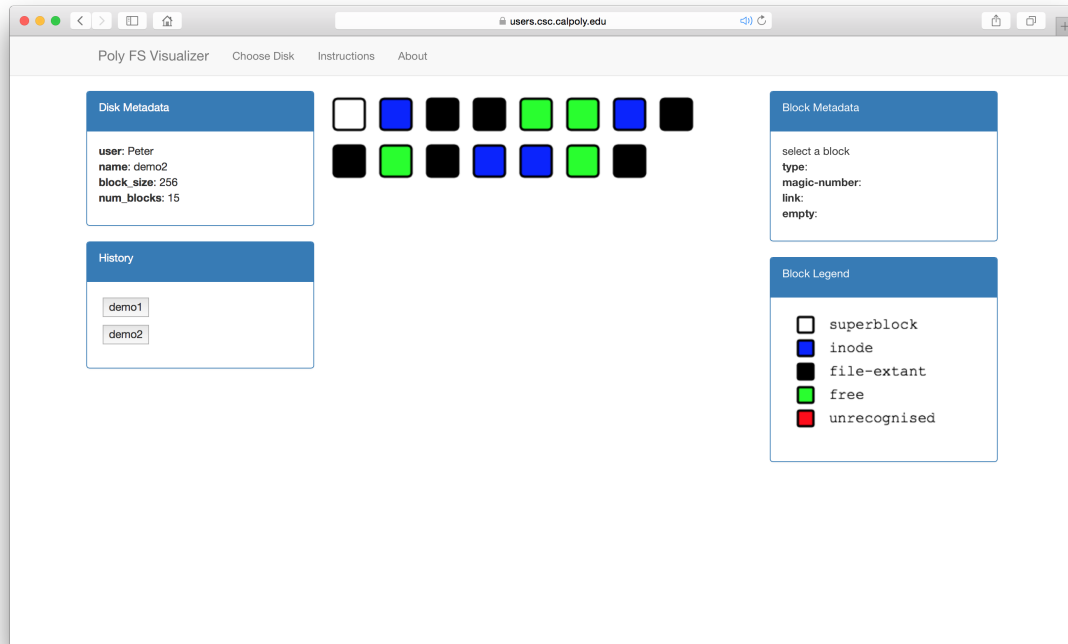 users.csc.calpoly.edu
Poly FS Visualizer Choose Disk Instructions About
Disk Metadata
user: Peter
name: demo2
block_size: 256
num_blocks: 15
History
demo1
demo2
Block Metadata
select a block
type:
magic-number:
link:
empty:
Block Legend
superblock
inode
file-extant
free
unrecognised